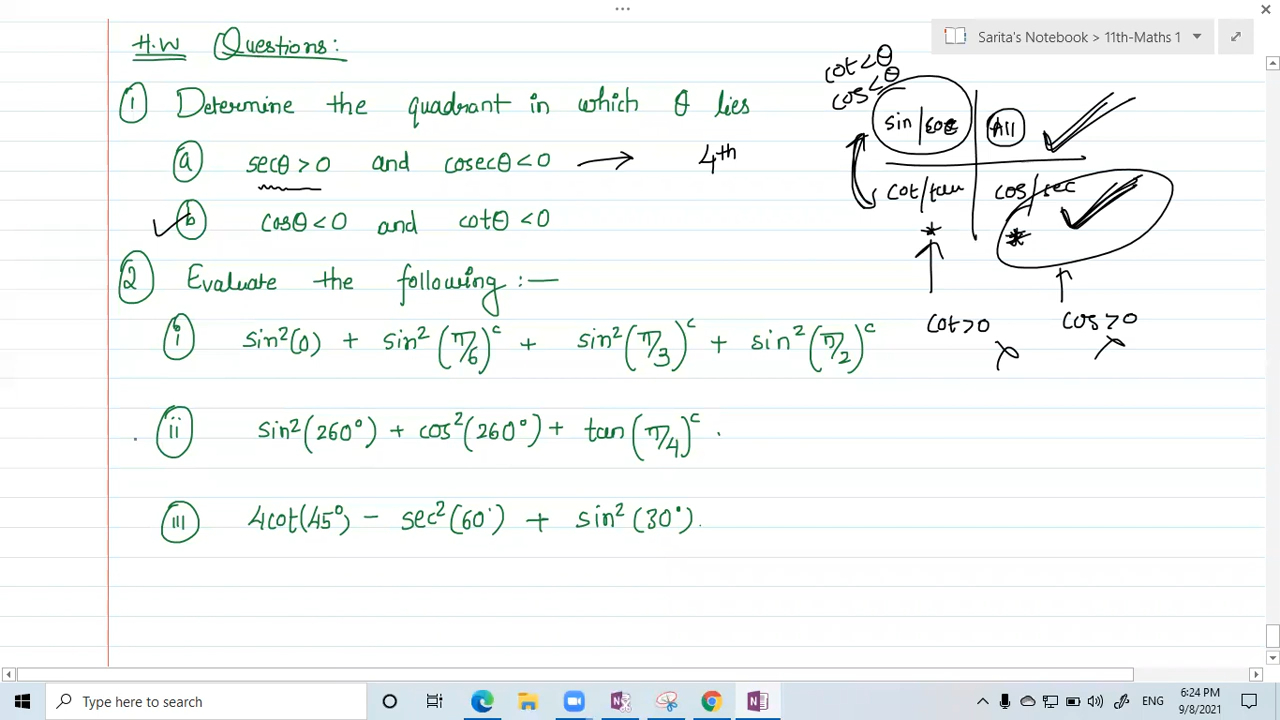 Sarita's Notebook > 11th-Maths 1
H.W Questions:
① Determine the quadrant in which θ lies
ⓐ secθ > 0 and cosecθ < 0 → 4th
ⓑ cosθ < 0 and cotθ < 0
② Evaluate the following :—
ⓘ sin²(0) + sin²(π/6)ᶜ + sin²(π/3)ᶜ + sin²(π/2)ᶜ
ⅱ sin²(260°) + cos²(260°) + tan(π/4)ᶜ .
ⅲ 4cot(45°) – sec²(60°) + sin²(30°).
cot < θ
cos < θ
sin/ All
cot/tan cos/sec
* *
cot > 0 cos > 0
Type here to search
ENG
6:24 PM
9/8/2021